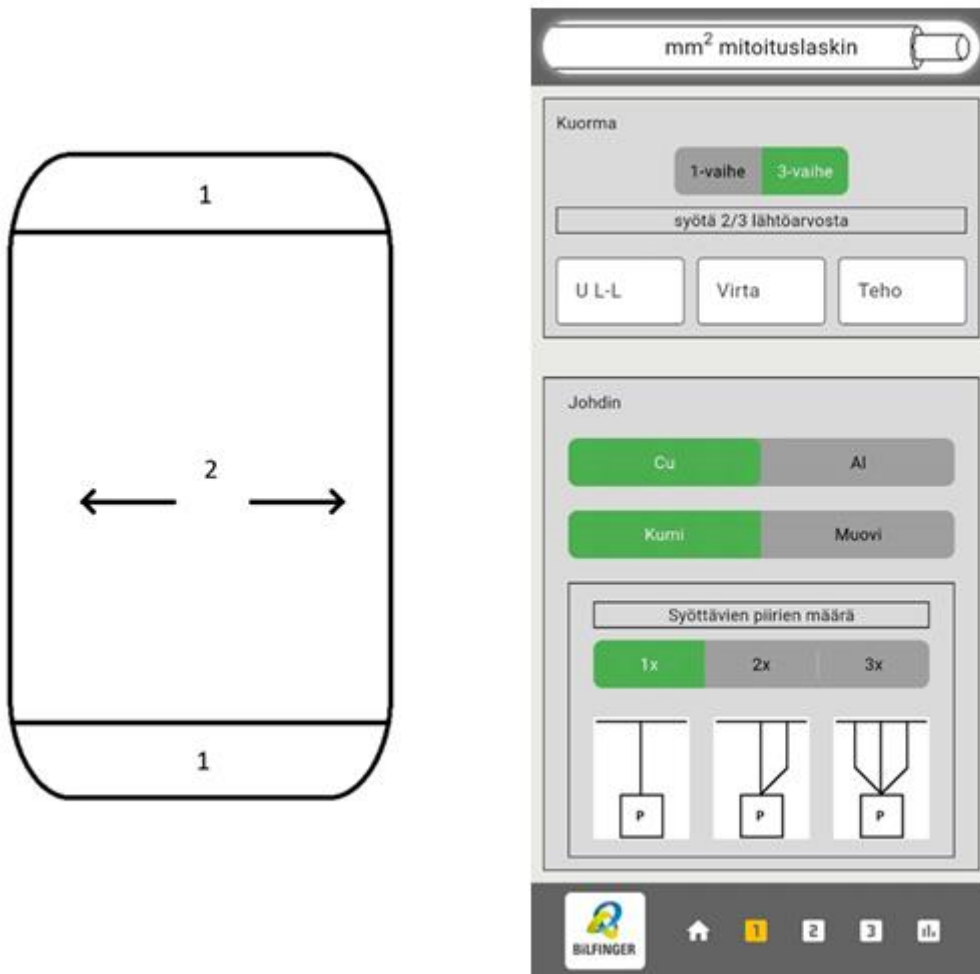 1
2
1
mm² mitoituslaskin
Kuorma
1-vaihe 3-vaihe
syötä 2/3 lähtöarvosta
U L-L Virta Teho
Johdin
Cu Al
Kumi Muovi
Syöttävien piirien määrä
1x 2x 3x
P P P
BILFINGER 1 2 3